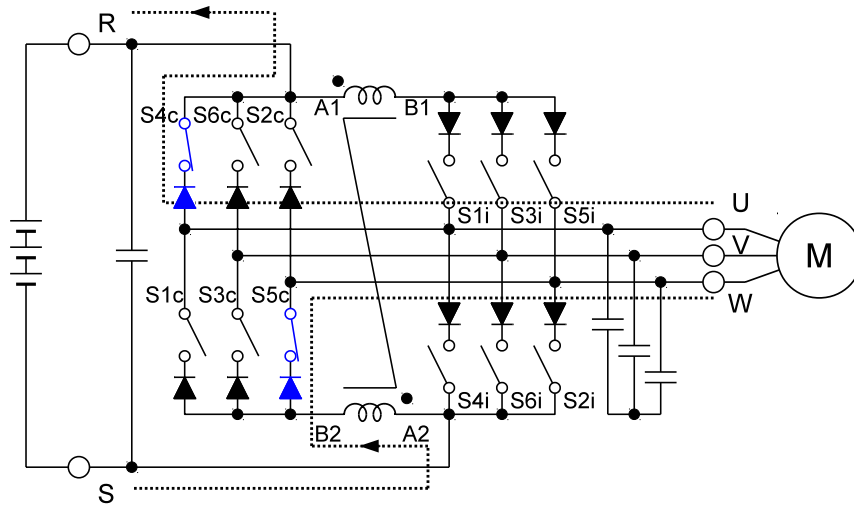 R
S4c S6c S2c A1 B1
S1i S3i S5i
U
V
M
W
S1c S3c S5c
S4i S6i S2i
B2 A2
S